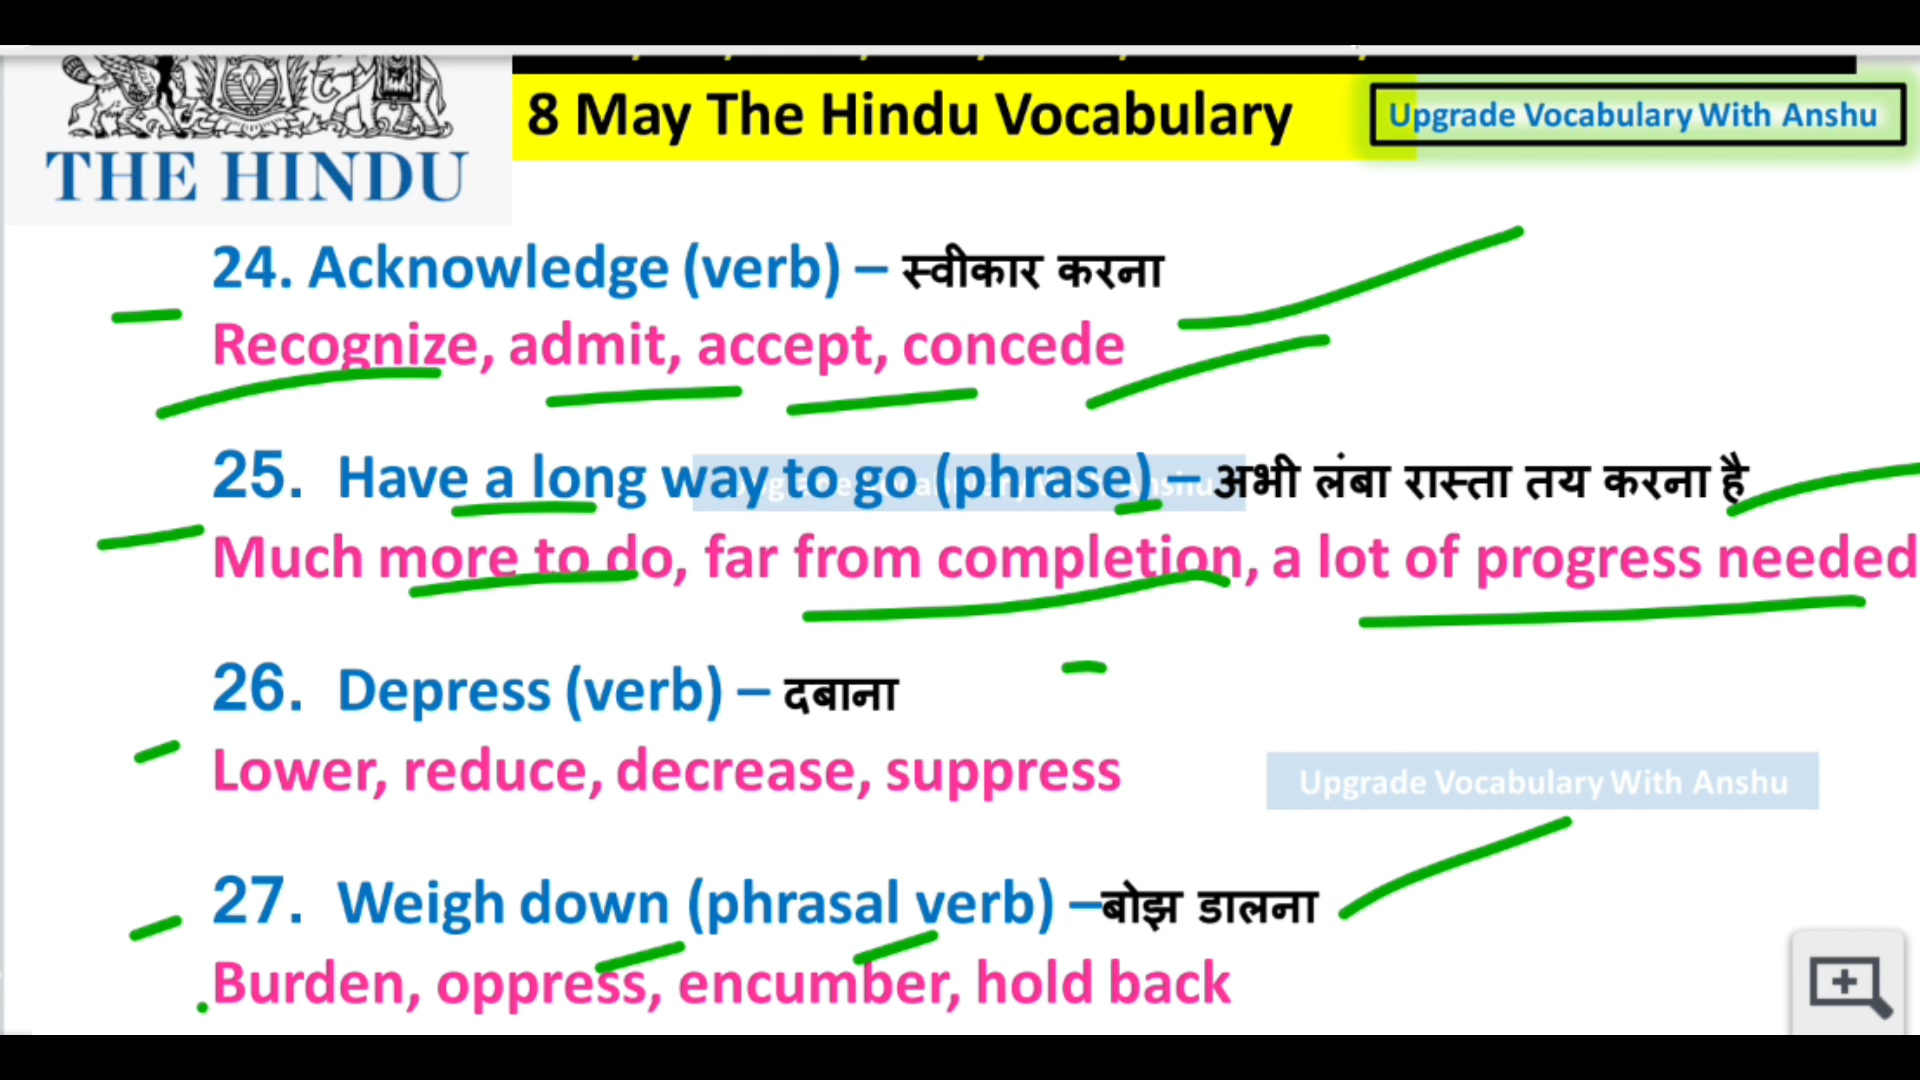 THE HINDU
8 May The Hindu Vocabulary
Upgrade Vocabulary With Anshu
24. Acknowledge (verb) – स्वीकार करना
Recognize, admit, accept, concede
25. Have a long way to go (phrase) – अभी लंबा रास्ता तय करना है
Much more to do, far from completion, a lot of progress needed
26. Depress (verb) – दबाना
Lower, reduce, decrease, suppress
Upgrade Vocabulary With Anshu
27. Weigh down (phrasal verb) –बोझ डालना
Burden, oppress, encumber, hold back